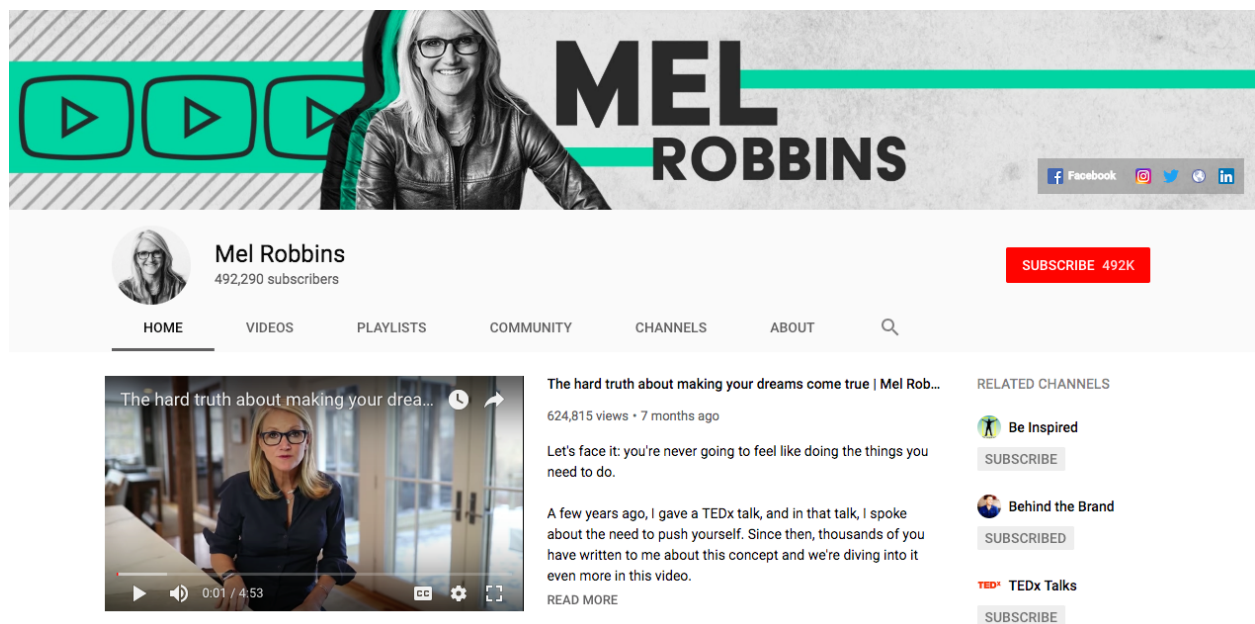 MEL
ROBBINS
Facebook
in
Mel Robbins
492,290 subscribers
SUBSCRIBE 492K
HOME VIDEOS PLAYLISTS COMMUNITY CHANNELS ABOUT
The hard truth about making your drea...
0:01 / 4:53
CC
The hard truth about making your dreams come true | Mel Rob...
624,815 views • 7 months ago
Let's face it: you're never going to feel like doing the things you
need to do.
A few years ago, I gave a TEDx talk, and in that talk, I spoke
about the need to push yourself. Since then, thousands of you
have written to me about this concept and we're diving into it
even more in this video.
READ MORE
RELATED CHANNELS
Be Inspired
SUBSCRIBE
Behind the Brand
SUBSCRIBED
TEDx TEDx Talks
SUBSCRIBE